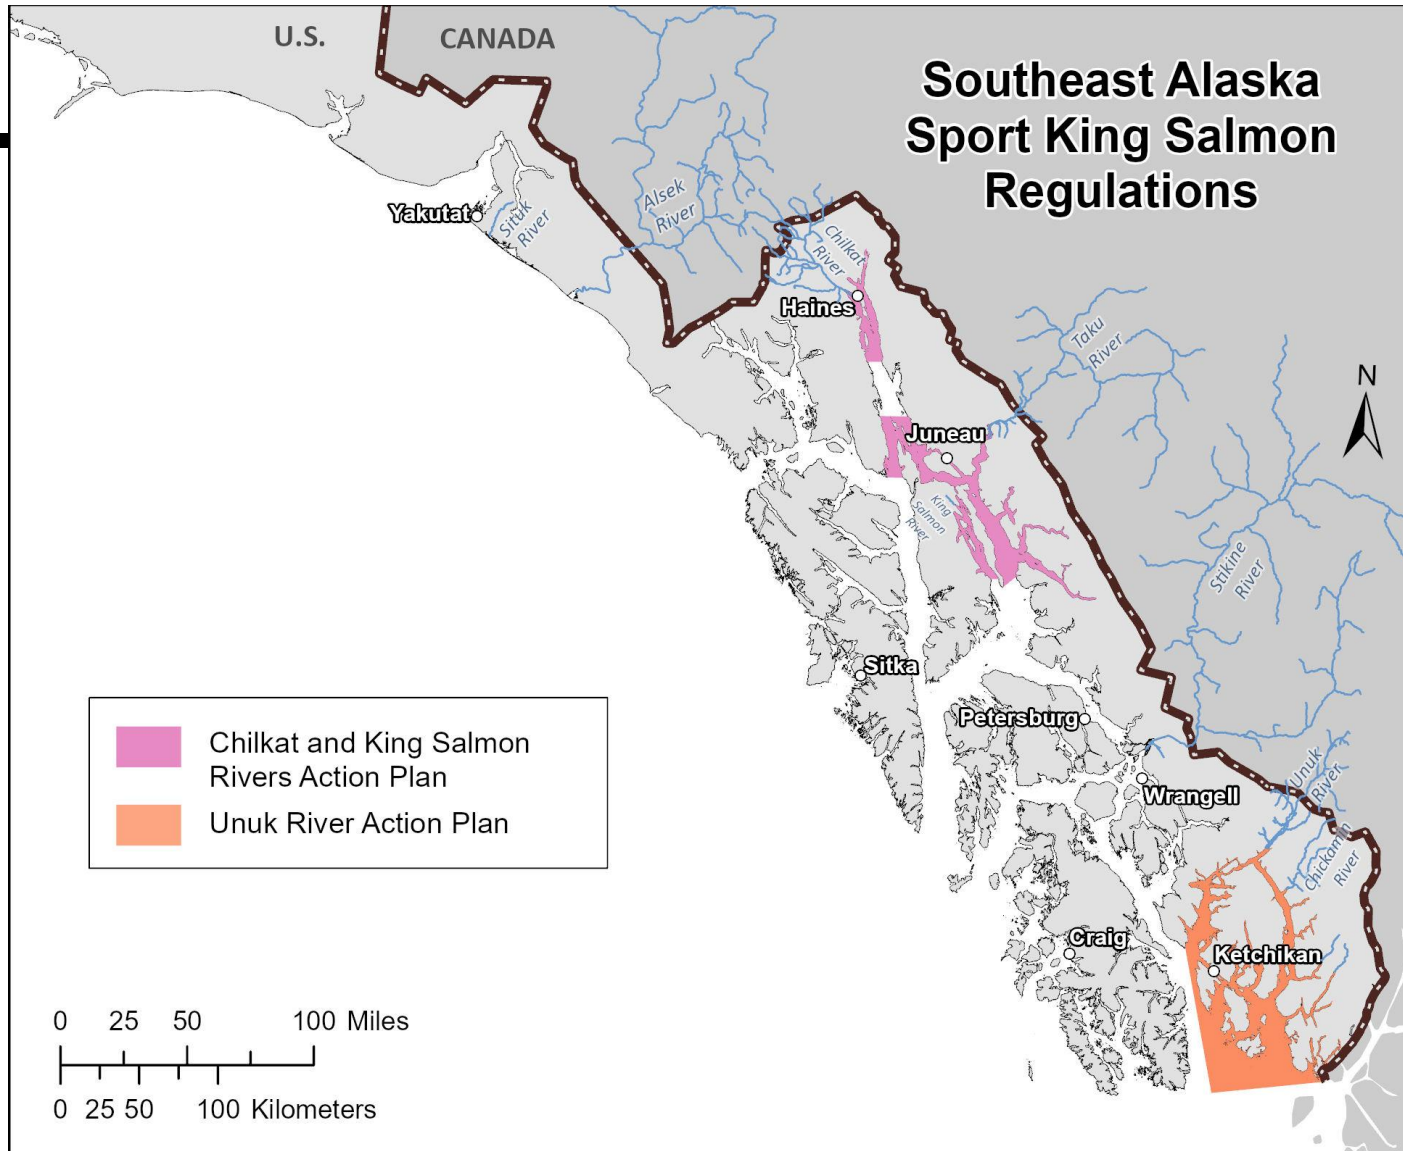 U.S.
CANADA
Southeast Alaska
Sport King Salmon
Regulations
Yakutat
Situk
River
Alsek
River
Chilkat
River
Haines
Taku
River
N
Juneau
King
Salmon
River
Stikine
River
Sitka
Petersburg
Wrangell
Unuk
River
Chickamin
River
Craig
Ketchikan
Chilkat and King Salmon
Rivers Action Plan
Unuk River Action Plan
0 25 50 100 Miles
0 25 50 100 Kilometers